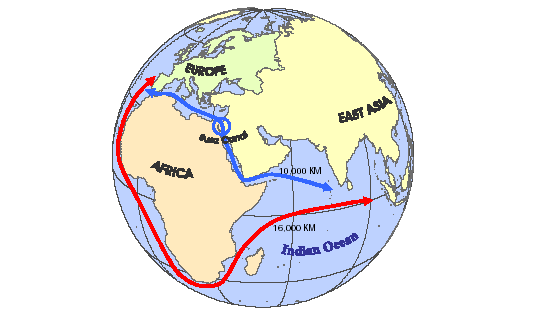 EUROPE
EAST ASIA
Suez Canal
AFRICA
10,000 KM
16,000 KM
Indian Ocean